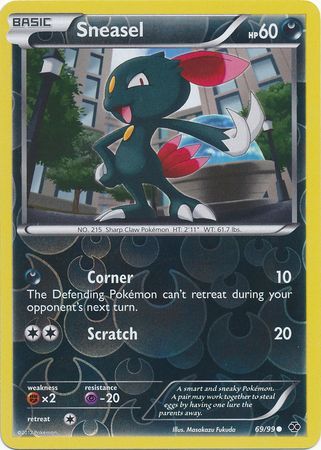 BASIC
Sneasel
HP60
NO. 215 Sharp Claw Pokémon HT: 2'11" WT: 61.7 lbs.
Corner 10
The Defending Pokémon can't retreat during your
opponent's next turn.
Scratch 20
weakness
×2
resistance
-20
retreat
A smart and sneaky Pokémon.
A pair may work together to steal
eggs by having one lure the
parents away.
©2012 Pokémon
Illus. Masakazu Fukuda
69/99